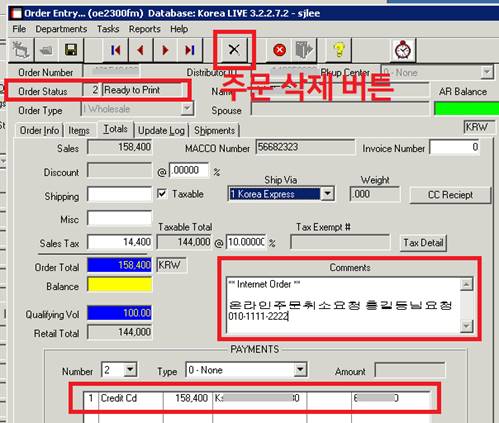 Order Entry... (oe2300fm) Database: Korea LIVE 3.2.2.7.2 - sjlee
File Departments Tasks Reports Help
Order Number Distributor ID Pkup Center 0 - None
Order Status 2 Ready to Print Name AR Balance
주문 삭제 버튼
Order Type I Wholesale Spouse
Order Info Items Totals Update Log Shipments KRW
Sales 158,400 MACCO Number 56682323 Invoice Number 0
Discount @ .00000 % Ship Via Weight
Shipping Taxable 1 Korea Express .000 CC Reciept
Misc
Taxable Total Tax Exempt #
Sales Tax 14,400 144,000 @ 10.0000 % Tax Detail
Order Total 158,400 KRW Comments
Balance
** Internet Order **
온라인주문취소요청 홍길동님요청
010-1111-2222
Qualifying Vol 100.00
Retail Total 144,000
PAYMENTS
Number 2 Type 0 - None Amount
1 Credit Cd 158,400